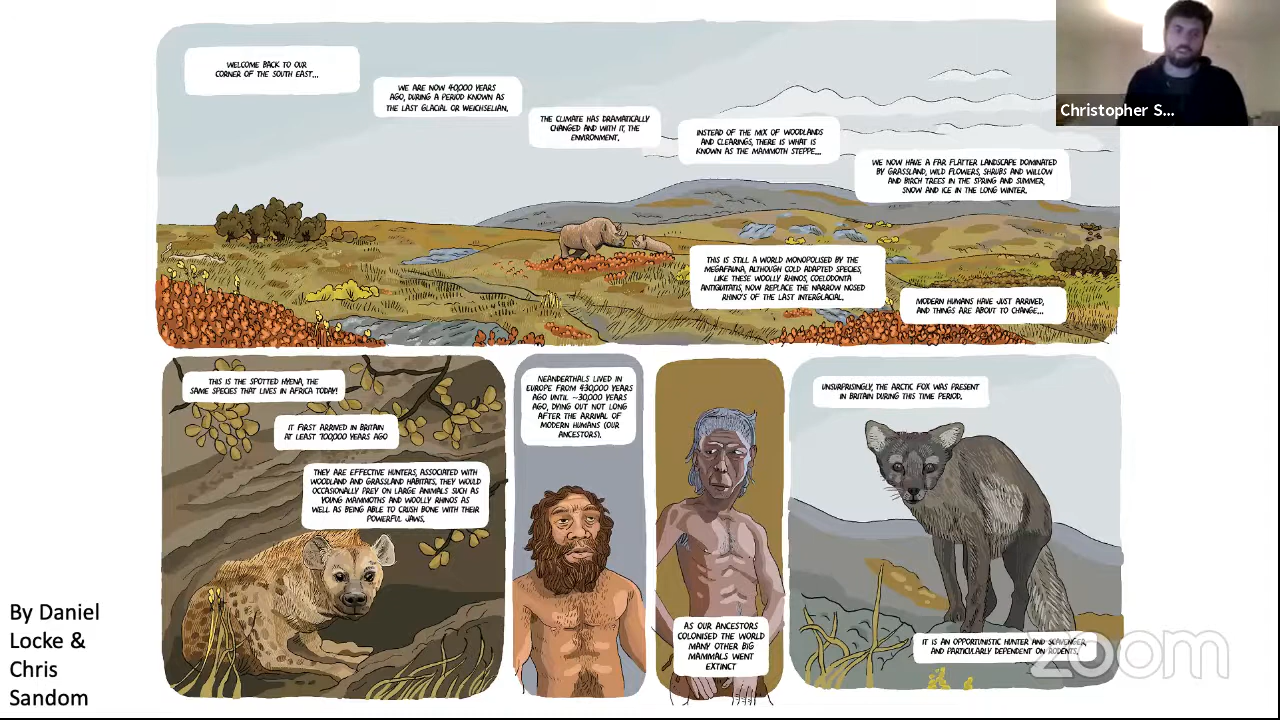 WELCOME BACK TO OUR
CORNER OF THE SOUTH EAST...
WE ARE NOW 40,000 YEARS
AGO, DURING A PERIOD KNOWN AS
THE LAST GLACIAL OR WEICHSELIAN.
THE CLIMATE HAS DRAMATICALLY
CHANGED AND WITH IT, THE
ENVIRONMENT.
INSTEAD OF THE MIX OF WOODLANDS
AND CLEARINGS, THERE IS WHAT IS
KNOWN AS THE MAMMOTH STEPPE...
WE NOW HAVE A FAR FLATTER LANDSCAPE DOMINATED
BY GRASSLAND, WILD FLOWERS, SHRUBS AND WILLOW
AND BIRCH TREES IN THE SPRING AND SUMMER,
SNOW AND ICE IN THE LONG WINTER.
THIS IS STILL A WORLD MONOPOLISED BY THE
MEGAFAUNA, ALTHOUGH COLD ADAPTED SPECIES,
LIKE THESE WOOLLY RHINOS, COELODONTA
ANTIQUITATIS, NOW REPLACE THE NARROW NOSED
RHINO'S OF THE LAST INTERGLACIAL.
MODERN HUMANS HAVE JUST ARRIVED,
AND THINGS ARE ABOUT TO CHANGE...
Christopher S...
THIS IS THE SPOTTED HYENA, THE
SAME SPECIES THAT LIVES IN AFRICA TODAY!
IT FIRST ARRIVED IN BRITAIN
AT LEAST 700,000 YEARS AGO
THEY ARE EFFECTIVE HUNTERS, ASSOCIATED WITH
WOODLAND AND GRASSLAND HABITATS, THEY WOULD
OCCASIONALLY PREY ON LARGE ANIMALS SUCH AS
YOUNG MAMMOTHS AND WOOLLY RHINOS AS
WELL AS BEING ABLE TO CRUSH BONE WITH THEIR
POWERFUL JAWS.
NEANDERTHALS LIVED IN
EUROPE FROM 430,000 YEARS
AGO UNTIL ~30,000 YEARS
AGO, DYING OUT NOT LONG
AFTER THE ARRIVAL OF
MODERN HUMANS (OUR
ANCESTORS).
AS OUR ANCESTORS
COLONISED THE WORLD
MANY OTHER BIG
MAMMALS WENT
EXTINCT
UNSURPRISINGLY, THE ARCTIC FOX WAS PRESENT
IN BRITAIN DURING THIS TIME PERIOD.
IT IS AN OPPORTUNISTIC HUNTER AND SCAVENGER,
AND PARTICULARLY DEPENDENT ON RODENTS.
zoom
By Daniel
Locke &
Chris
Sandom